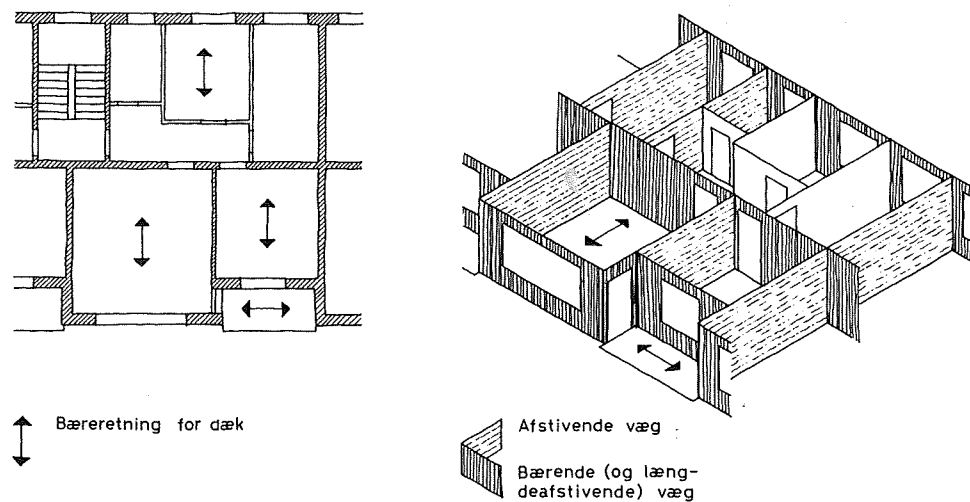 Bæreretning for dæk
Afstivende væg
Bærende (og læng-
deafstivende) væg